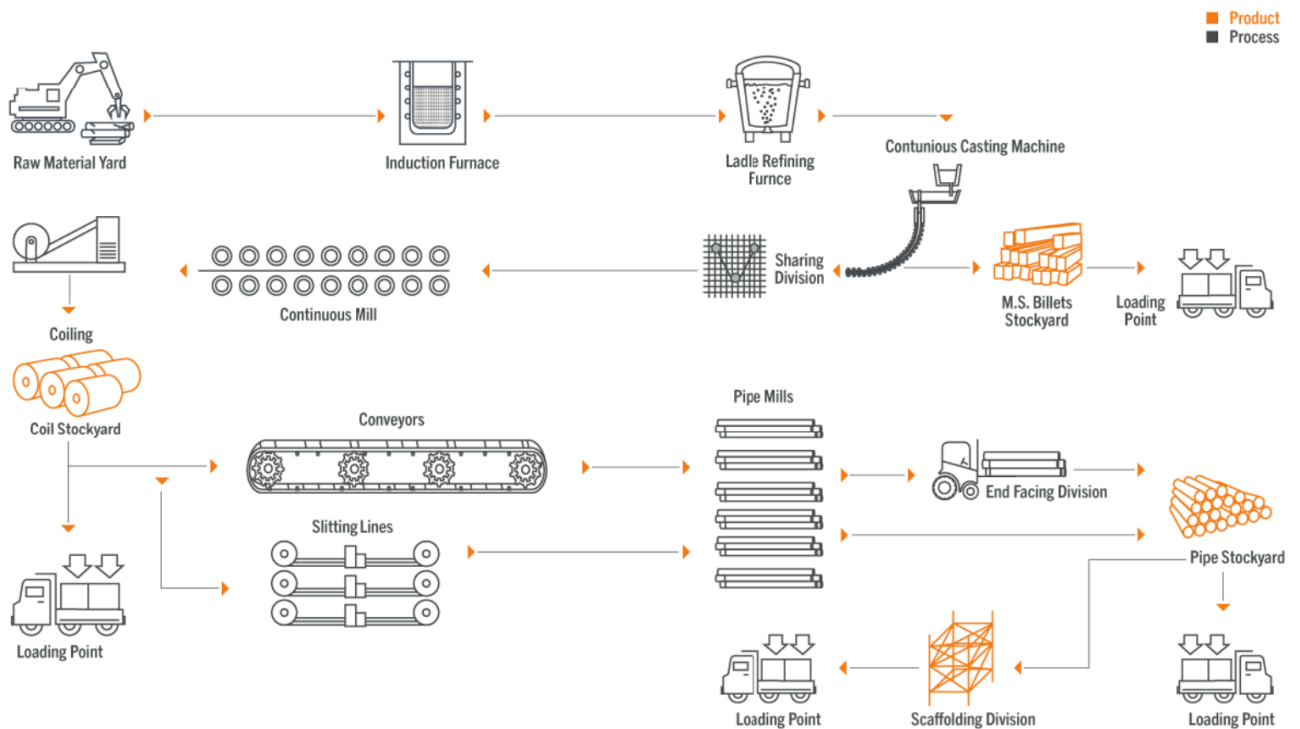 Product
Process
Raw Material Yard
Induction Furnace
Ladle Refining
Furnce
Contunious Casting Machine
Continuous Mill
Sharing
Division
M.S. Billets
Stockyard
Loading
Point
Coiling
Coil Stockyard
Conveyors
Pipe Mills
End Facing Division
Slitting Lines
Pipe Stockyard
Loading Point
Loading Point
Scaffolding Division
Loading Point